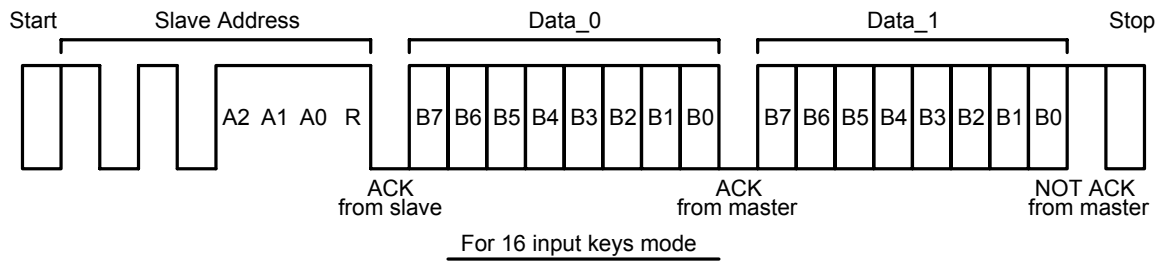 Start Slave Address Data_0 Data_1 Stop
A2 A1 A0 R B7 B6 B5 B4 B3 B2 B1 B0 B7 B6 B5 B4 B3 B2 B1 B0
ACK ACK NOT ACK
from slave from master from master
For 16 input keys mode